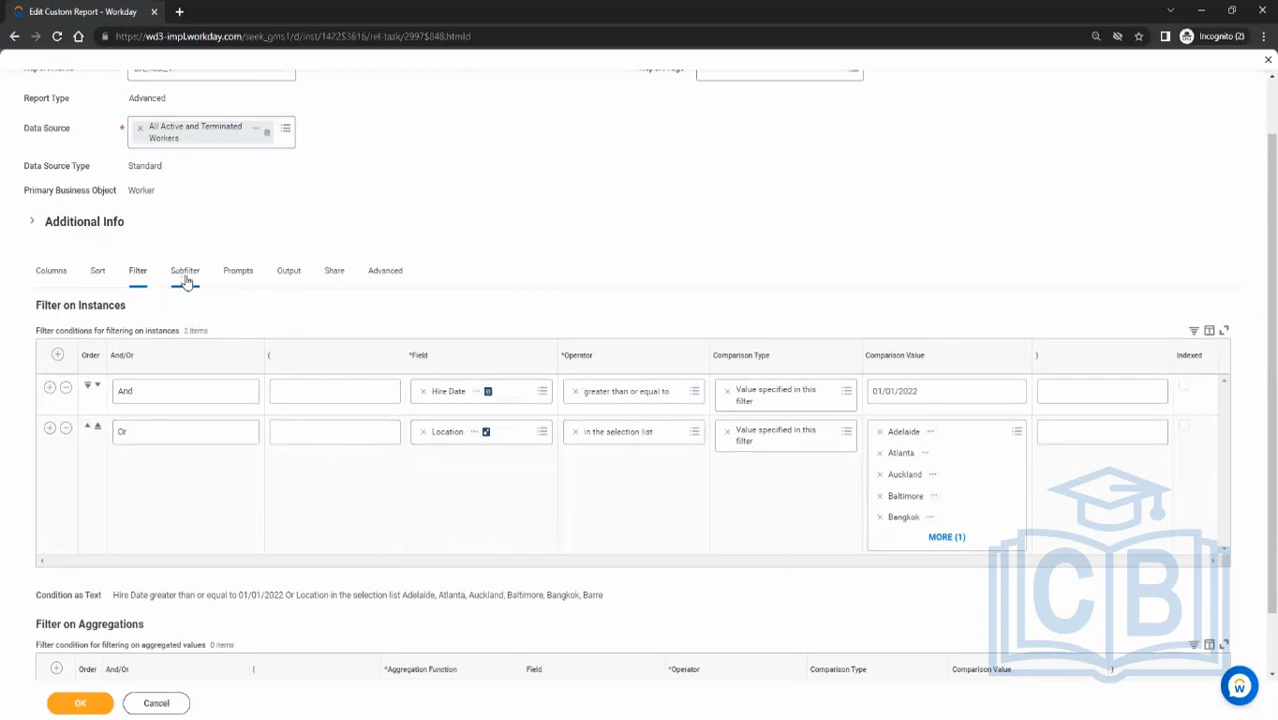 Edit Custom Report - Workday
https://wd3-impl.workday.com/seek_gms1/d/inst/1422$3616/rel-task/2997$848.htmld
Incognito (2)
Report Type Advanced
Data Source * All Active and Terminated
Workers
Data Source Type Standard
Primary Business Object Worker
Additional Info
Columns Sort Filter Subfilter Prompts Output Share Advanced
Filter on Instances
Filter conditions for filtering on instances 2 items
Order And/Or ( *Field *Operator Comparison Type Comparison Value ) Indexed
And Hire Date greater than or equal to Value specified in this
filter 01/01/2022
Or Location in the selection list Value specified in this
filter Adelaide
Atlanta
Auckland
Baltimore
Bangkok
MORE (1)
Condition as Text Hire Date greater than or equal to 01/01/2022 Or Location in the selection list Adelaide, Atlanta, Auckland, Baltimore, Bangkok, Barre
Filter on Aggregations
Filter condition for filtering on aggregated values 0 items
Order And/Or ( *Aggregation Function Field *Operator Comparison Type Comparison Value )
OK Cancel
CB
W